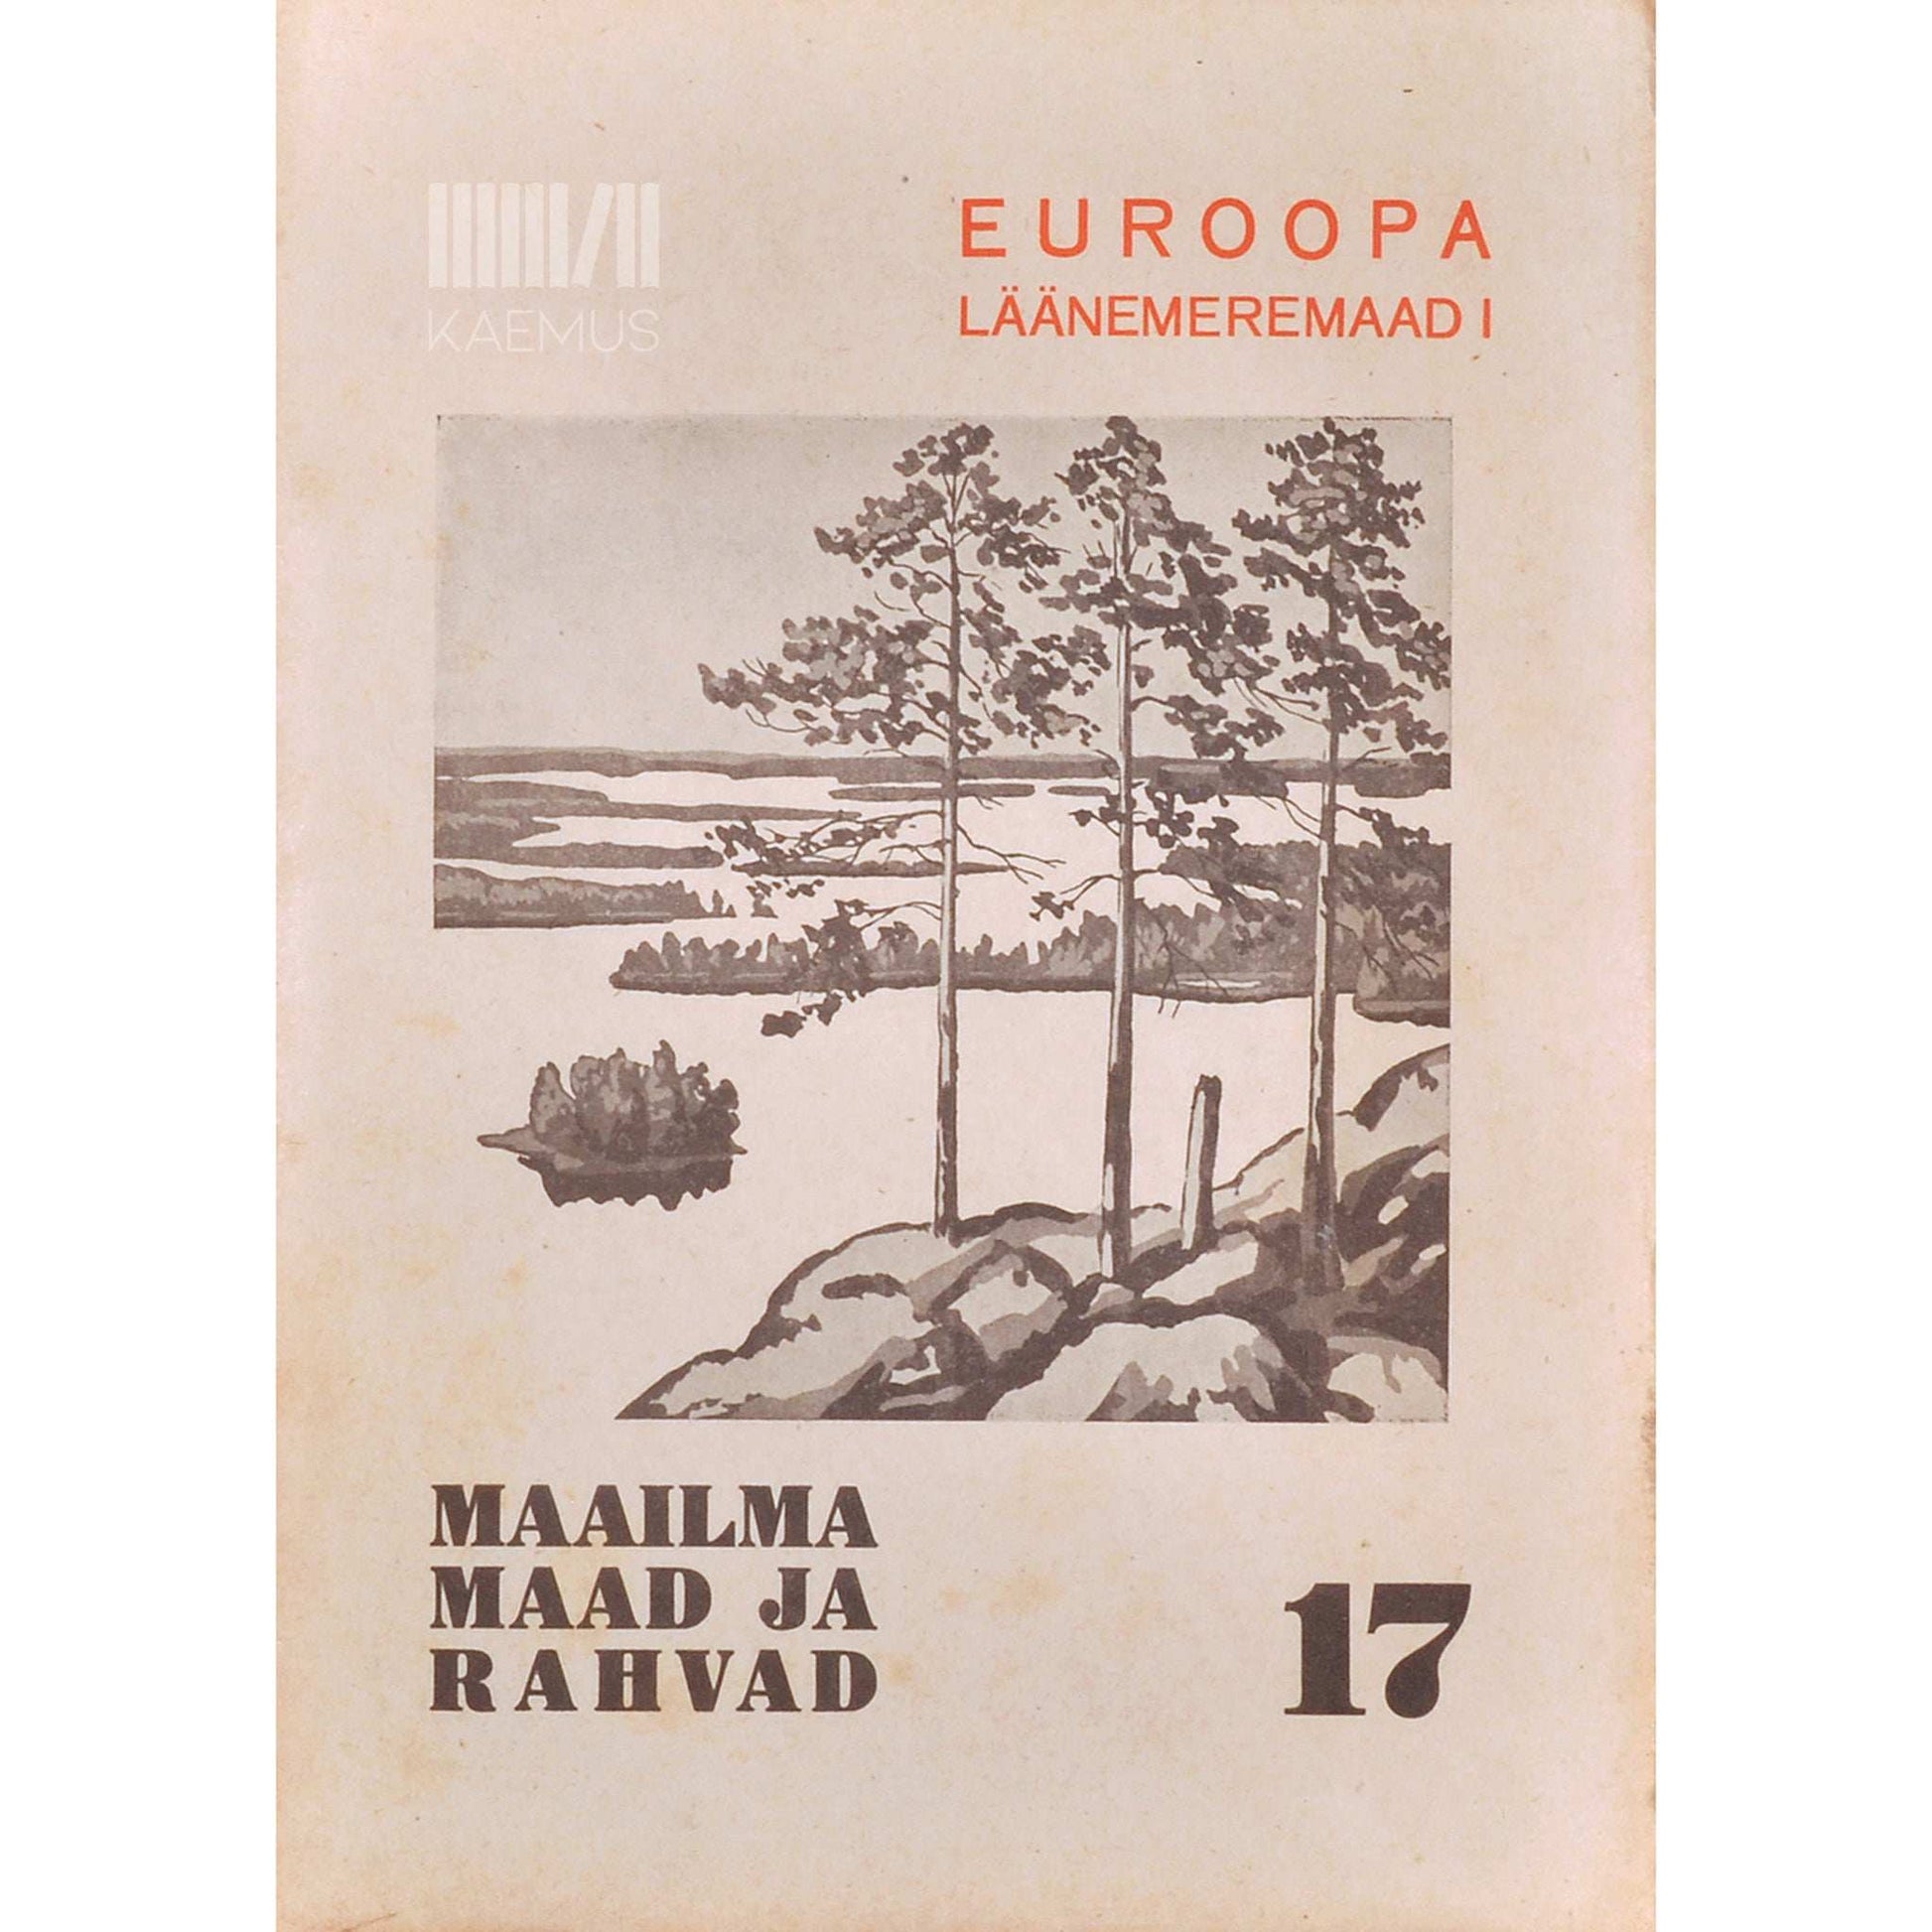 KAEMUS
EUROOPA
LÄÄNEMEREMAAD I
MAAILMA
MAAD JA
RAHVAD
17